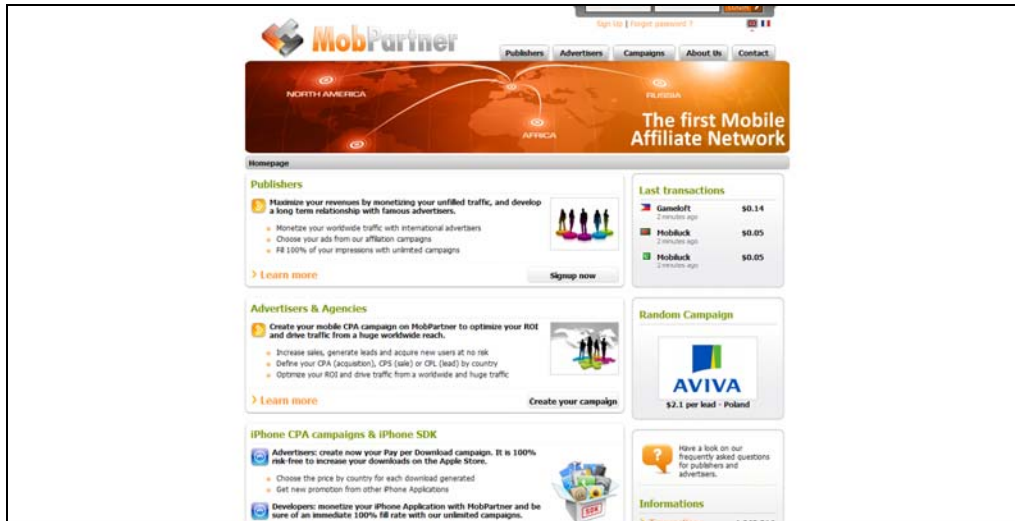 Sign Up | Forgot password ?
MobPartner
Publishers
Advertisers
Campaigns
About Us
Contact
NORTH AMERICA
RUSSIA
AFRICA
The first Mobile
Affiliate Network
Homepage
Publishers
Maximize your revenues by monetizing your unfilled traffic, and develop
a long term relationship with famous advertisers.
Monetize your worldwide traffic with international advertisers
Choose your ads from our affiliation campaigns
Fill 100% of your impressions with unlimited campaigns
Learn more
Signup now
Advertisers & Agencies
Create your mobile CPA campaign on MobPartner to optimize your ROI
and drive traffic from a huge worldwide reach.
Increase sales, generate leads and acquire new users at no risk
Define your CPA (acquisition), CPS (sale) or CPL (lead) by country
Optimize your ROI and drive traffic from a worldwide and huge traffic
Learn more
Create your campaign
iPhone CPA campaigns & iPhone SDK
Advertisers: create now your Pay per Download campaign. It is 100%
risk-free to increase your downloads on the Apple Store.
Choose the price by country for each download generated
Get new promotion from other iPhone Applications
Developers: monetize your iPhone Application with MobPartner and be
sure of an immediate 100% fill rate with our unlimited campaigns.
SDK
Last transactions
Gameloft $0.14
2 minutes ago
Mobiluck $0.05
2 minutes ago
Mobiluck $0.05
2 minutes ago
Random Campaign
AVIVA
$2.1 per lead - Poland
Have a look on our
frequently asked questions
for publishers and
advertisers.
Informations